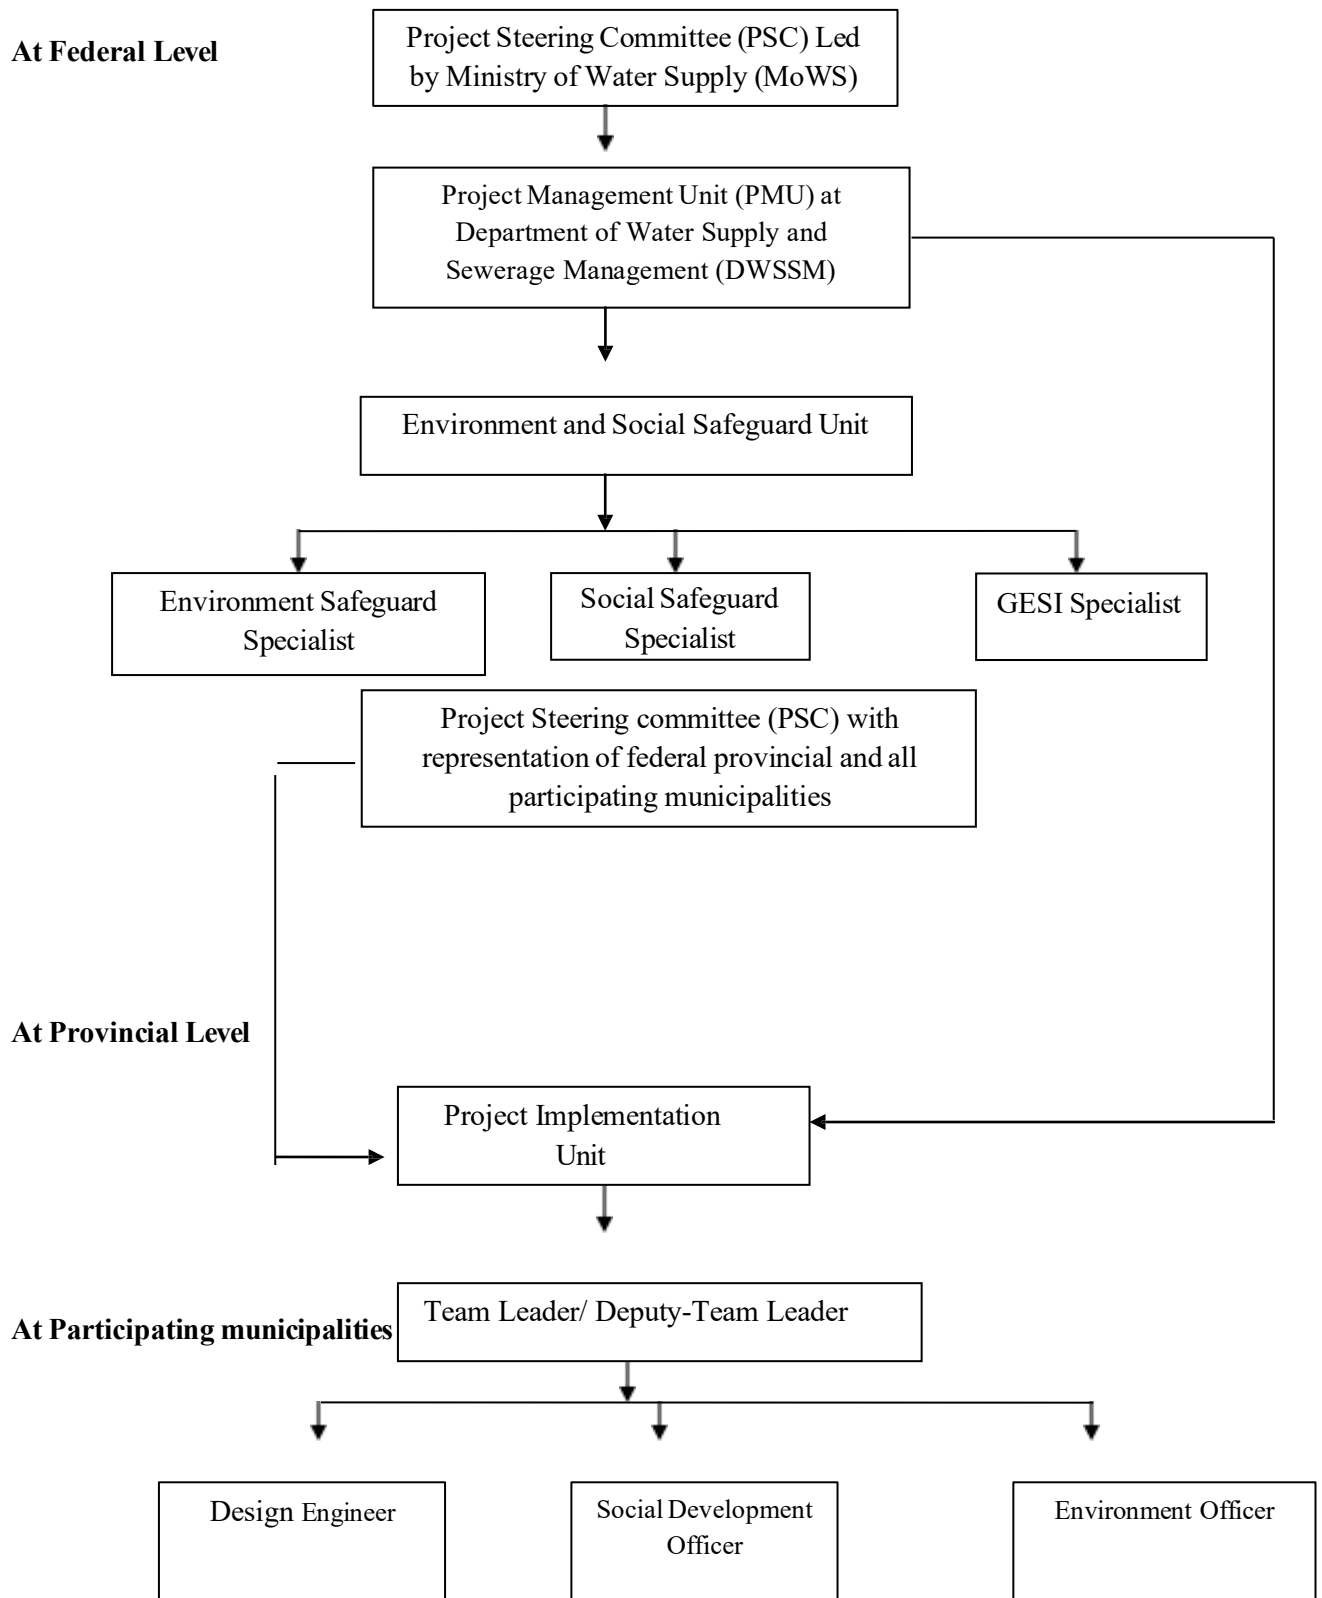 At Federal Level
Project Steering Committee (PSC) Led
by Ministry of Water Supply (MoWS)
Project Management Unit (PMU) at
Department of Water Supply and
Sewerage Management (DWSSM)
Environment and Social Safeguard Unit
Environment Safeguard
Specialist
Social Safeguard
Specialist
GESI Specialist
Project Steering committee (PSC) with
representation of federal provincial and all
participating municipalities
At Provincial Level
Project Implementation
Unit
At Participating municipalities
Team Leader/ Deputy-Team Leader
Design Engineer
Social Development
Officer
Environment Officer